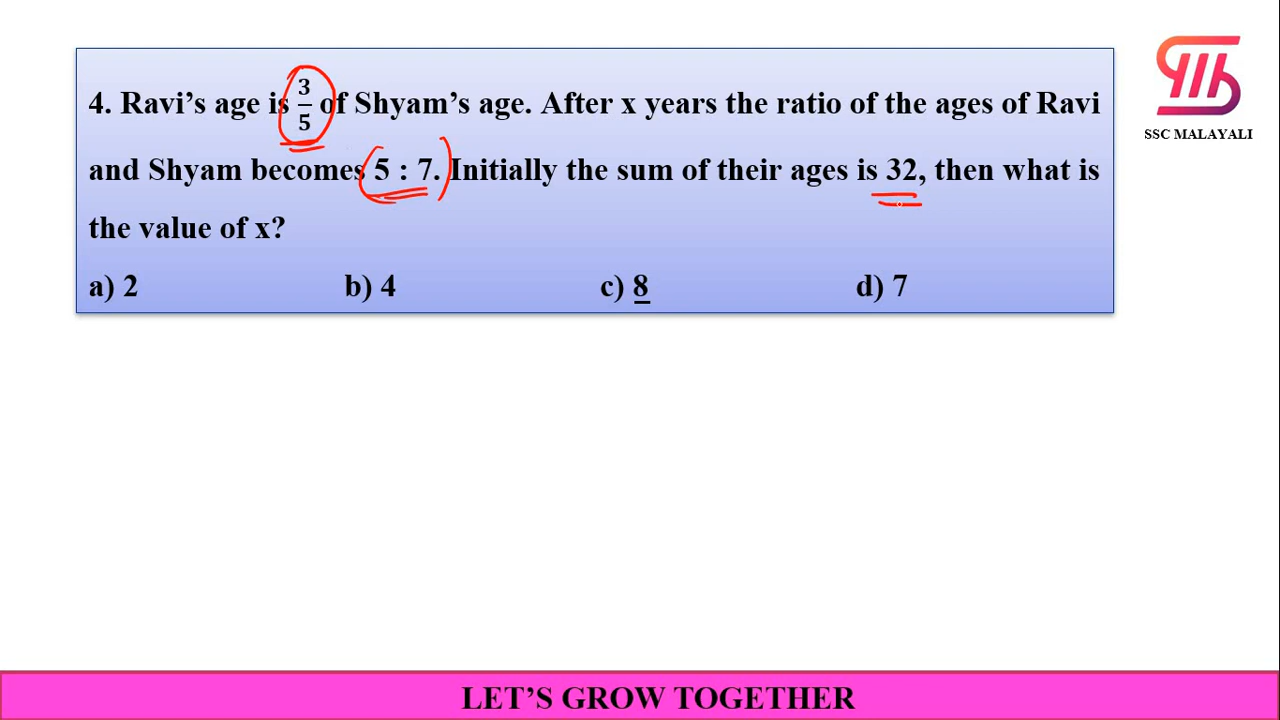 SSC MALAYALI
4. Ravi’s age is 3/5 of Shyam’s age. After x years the ratio of the ages of Ravi
and Shyam becomes 5 : 7. Initially the sum of their ages is 32, then what is
the value of x?
a) 2 b) 4 c) 8 d) 7
LET’S GROW TOGETHER